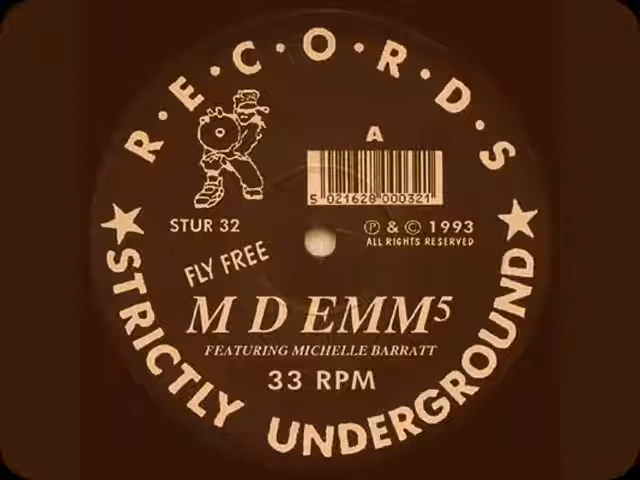 R·E·C·O·R·D·S
A
5 021628 000321
STUR 32
℗ & © 1993
ALL RIGHTS RESERVED
FLY FREE
M D EMM5
FEATURING MICHELLE BARRATT
33 RPM
STRICTLY UNDERGROUND